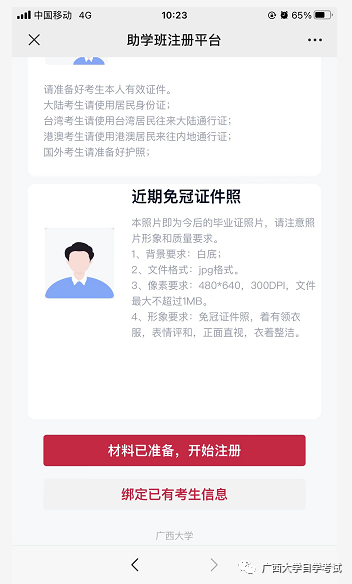 中国移动 4G 10:23 65%
助学班注册平台
请准备好考生本人有效证件。
大陆考生请使用居民身份证；
台湾考生请使用台湾居民往来大陆通行证；
港澳考生请使用港澳居民来往内地通行证；
国外考生请准备好护照；
近期免冠证件照
本照片即为今后的毕业证照片，请注意照
片形象和质量要求。
1、背景要求：白底；
2、文件格式：jpg格式。
3、像素要求：480*640，300DPI，文件
最大不超过1MB。
4、形象要求：免冠证件照，着有领衣
服，表情评和，正面直视，衣着整洁。
材料已准备，开始注册
绑定已有考生信息
广西大学
广西大学自学考试